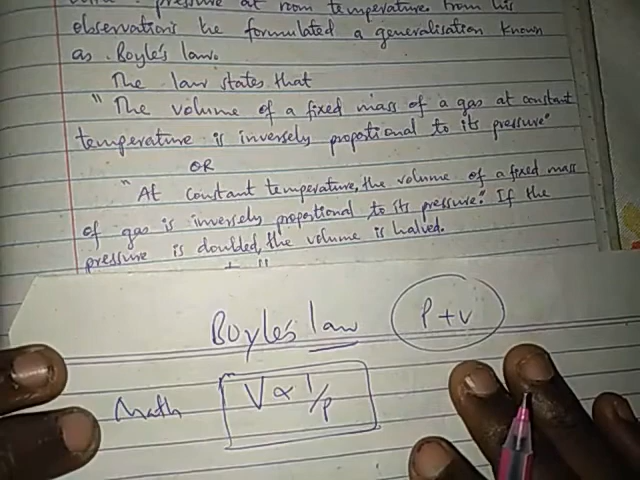 pressure at room temperature from his
observations he formulated a generalisation known
as Boyle's law.
The law states that
"The volume of a fixed mass of a gas at constant
temperature is inversely propotional to its pressure"
OR
"At constant temperature, the volume of a fixed mass
of gas is inversely propotional to its pressure". If the
pressure is doulded, the volume is halved.
Boyle's law P+V
Math V ∝ 1/P